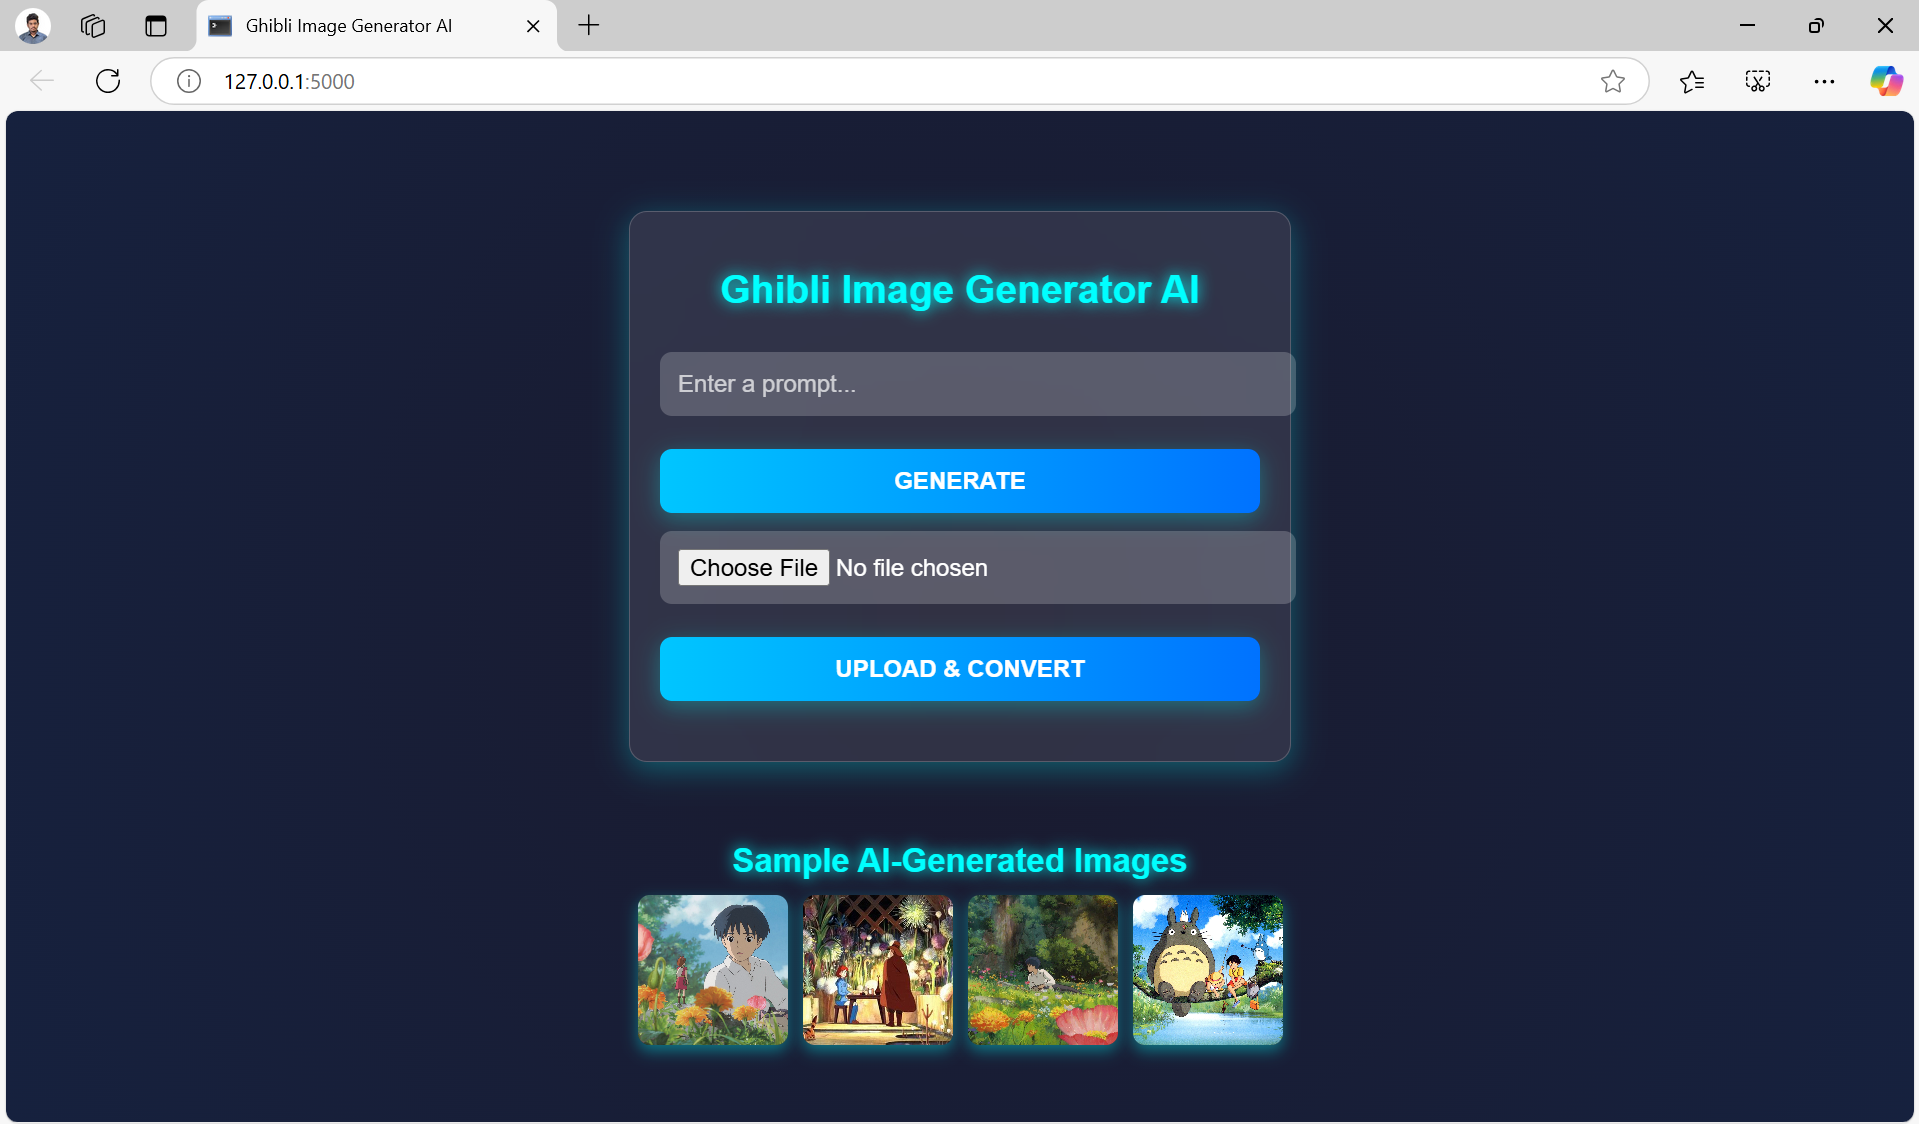 Ghibli Image Generator AI
127.0.0.1:5000
Ghibli Image Generator AI
Enter a prompt...
GENERATE
Choose File No file chosen
UPLOAD & CONVERT
Sample AI-Generated Images